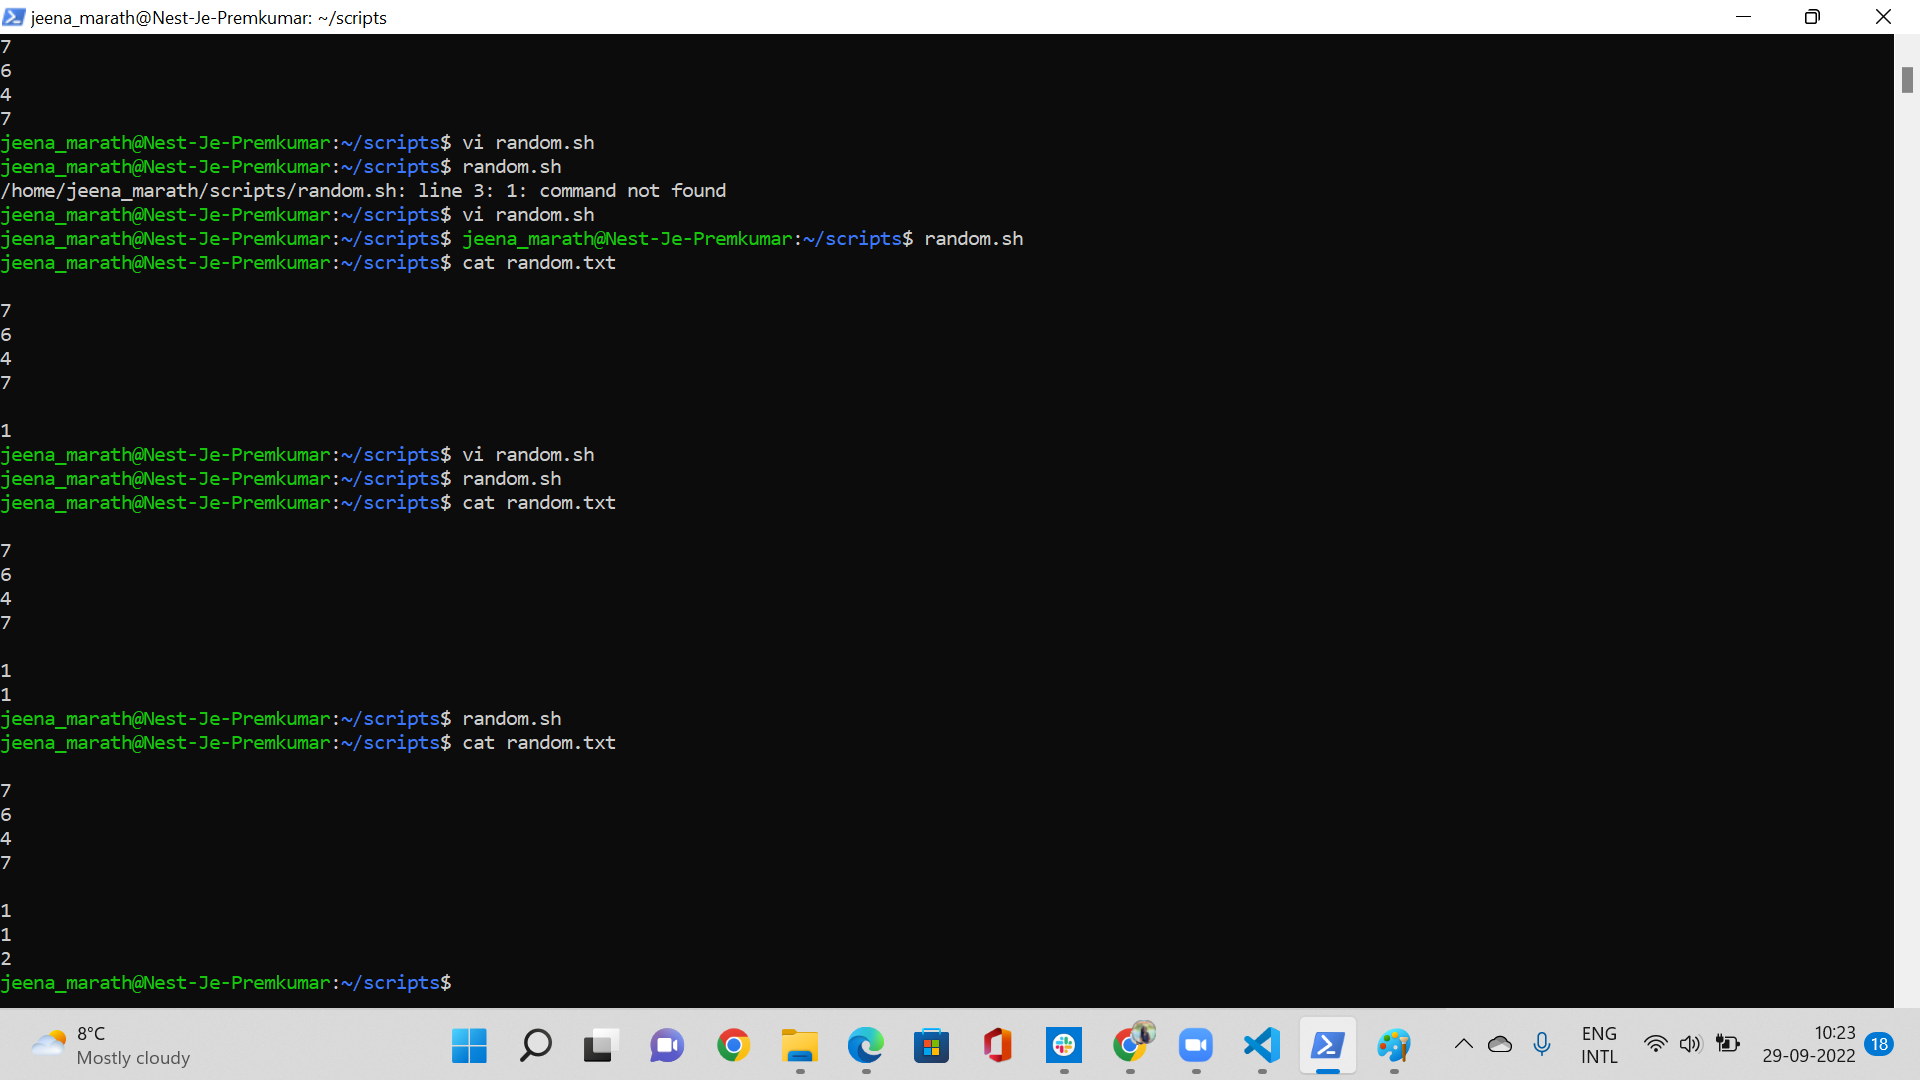 jeena_marath@Nest-Je-Premkumar: ~/scripts
7
6
4
7
jeena_marath@Nest-Je-Premkumar:~/scripts$ vi random.sh
jeena_marath@Nest-Je-Premkumar:~/scripts$ random.sh
/home/jeena_marath/scripts/random.sh: line 3: 1: command not found
jeena_marath@Nest-Je-Premkumar:~/scripts$ vi random.sh
jeena_marath@Nest-Je-Premkumar:~/scripts$ jeena_marath@Nest-Je-Premkumar:~/scripts$ random.sh
jeena_marath@Nest-Je-Premkumar:~/scripts$ cat random.txt
7
6
4
7
1
jeena_marath@Nest-Je-Premkumar:~/scripts$ vi random.sh
jeena_marath@Nest-Je-Premkumar:~/scripts$ random.sh
jeena_marath@Nest-Je-Premkumar:~/scripts$ cat random.txt
7
6
4
7
1
1
jeena_marath@Nest-Je-Premkumar:~/scripts$ random.sh
jeena_marath@Nest-Je-Premkumar:~/scripts$ cat random.txt
7
6
4
7
1
1
2
jeena_marath@Nest-Je-Premkumar:~/scripts$
8°C
Mostly cloudy
ENG
INTL
10:23
29-09-2022
18